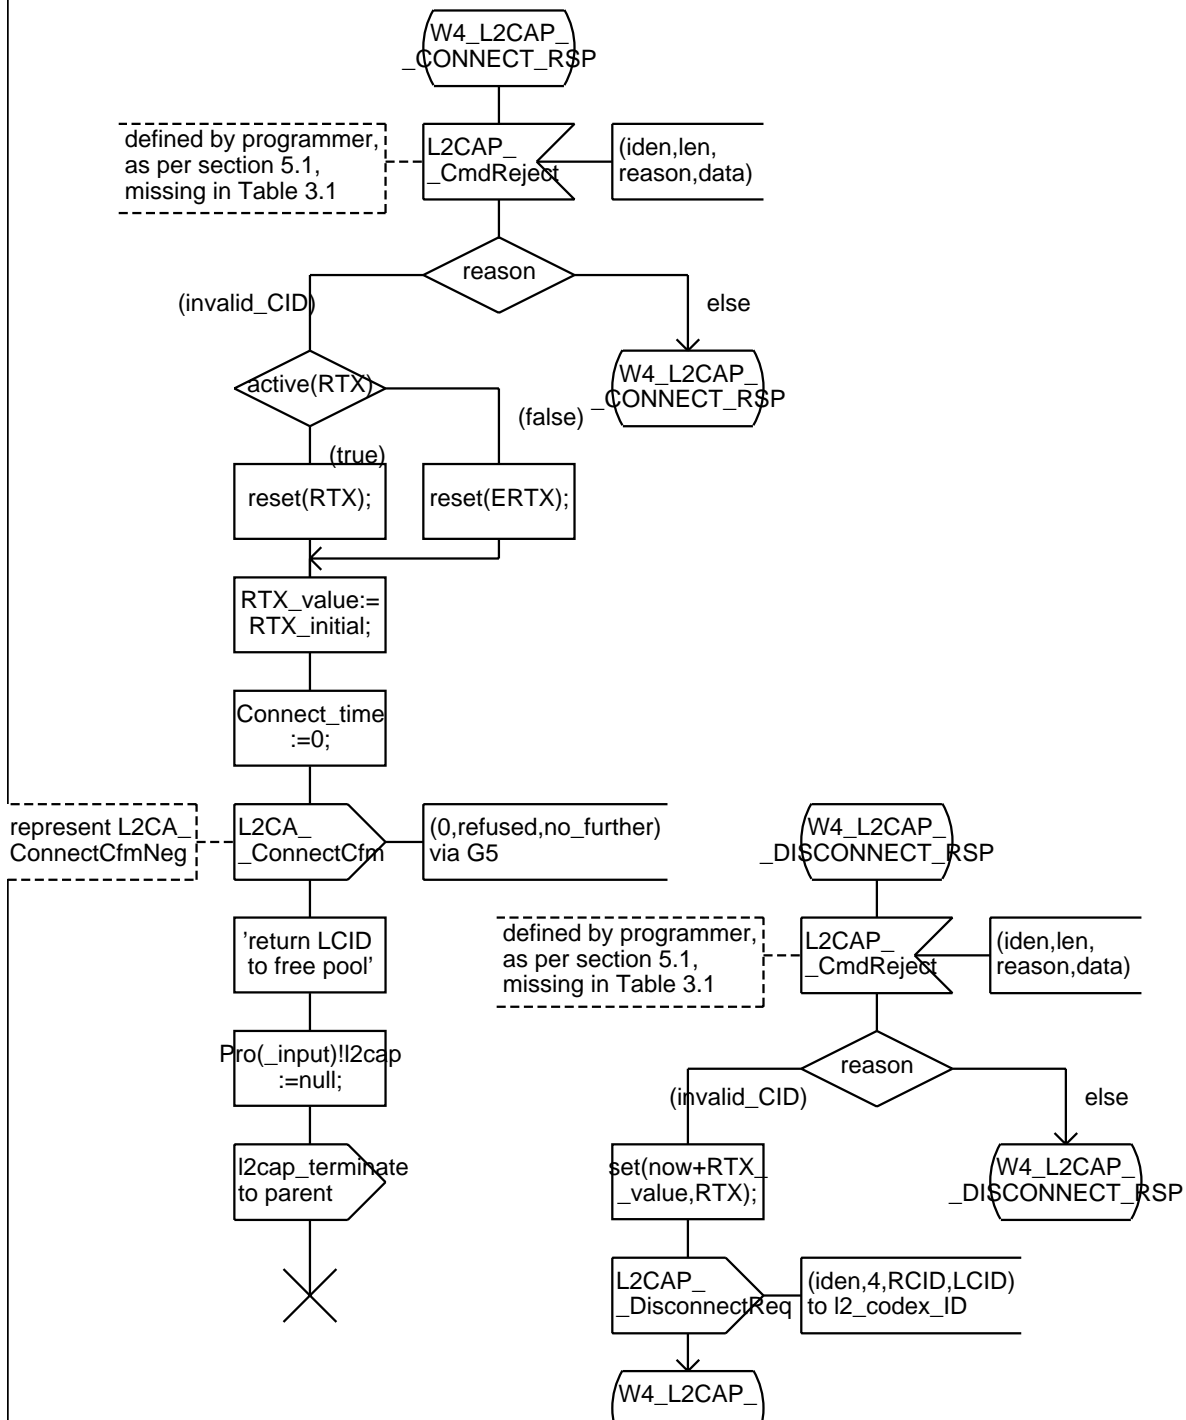 W4_L2CAP_
_CONNECT_RSP
defined by programmer,
as per section 5.1,
missing in Table 3.1
L2CAP_
_CmdReject
(iden,len,
reason,data)
reason
(invalid_CID)
else
active(RTX)
W4_L2CAP_
_CONNECT_RSP
(false)
(true)
reset(RTX);
reset(ERTX);
RTX_value:=
RTX_initial;
Connect_time
:=0;
represent L2CA_
ConnectCfmNeg
L2CA_
_ConnectCfm
(0,refused,no_further)
via G5
'return LCID
to free pool'
Pro(_input)!l2cap
:=null;
l2cap_terminate
to parent
W4_L2CAP_
_DISCONNECT_RSP
defined by programmer,
as per section 5.1,
missing in Table 3.1
L2CAP_
_CmdReject
(iden,len,
reason,data)
reason
(invalid_CID)
else
set(now+RTX_
_value,RTX);
W4_L2CAP_
_DISCONNECT_RSP
L2CAP_
_DisconnectReq
(iden,4,RCID,LCID)
to l2_codex_ID
W4_L2CAP_